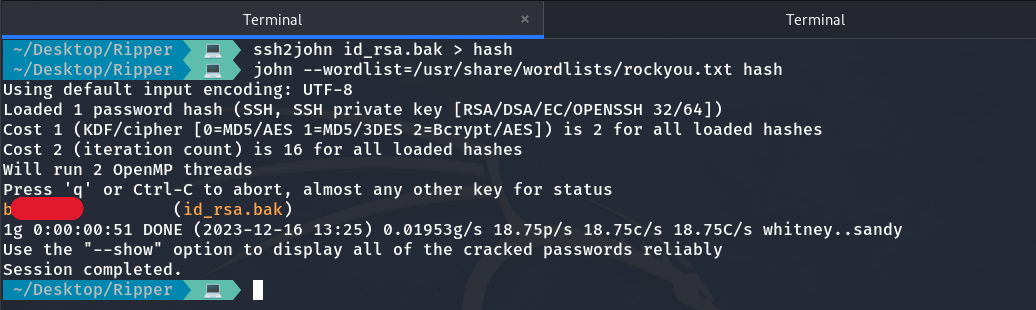 Terminal × Terminal
~/Desktop/Ripper ssh2john id_rsa.bak > hash
~/Desktop/Ripper john --wordlist=/usr/share/wordlists/rockyou.txt hash
Using default input encoding: UTF-8
Loaded 1 password hash (SSH, SSH private key [RSA/DSA/EC/OPENSSH 32/64])
Cost 1 (KDF/cipher [0=MD5/AES 1=MD5/3DES 2=Bcrypt/AES]) is 2 for all loaded hashes
Cost 2 (iteration count) is 16 for all loaded hashes
Will run 2 OpenMP threads
Press 'q' or Ctrl-C to abort, almost any other key for status
(id_rsa.bak)
1g 0:00:00:51 DONE (2023-12-16 13:25) 0.01953g/s 18.75p/s 18.75c/s 18.75C/s whitney..sandy
Use the "--show" option to display all of the cracked passwords reliably
Session completed.
~/Desktop/Ripper